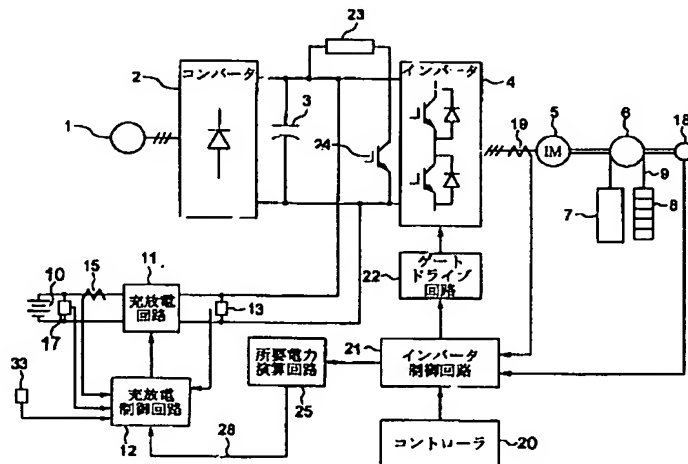 23
コンバータ
インバータ
2
4
3
1
24
19
5
6
18
IM
9
7
8
ゲート
ドライブ
回路
22
10
15
11
充放電
回路
13
17
所要電力
演算回路
25
21
インバータ
制御回路
33
充放電
制御回路
12
28
コントローラ
20